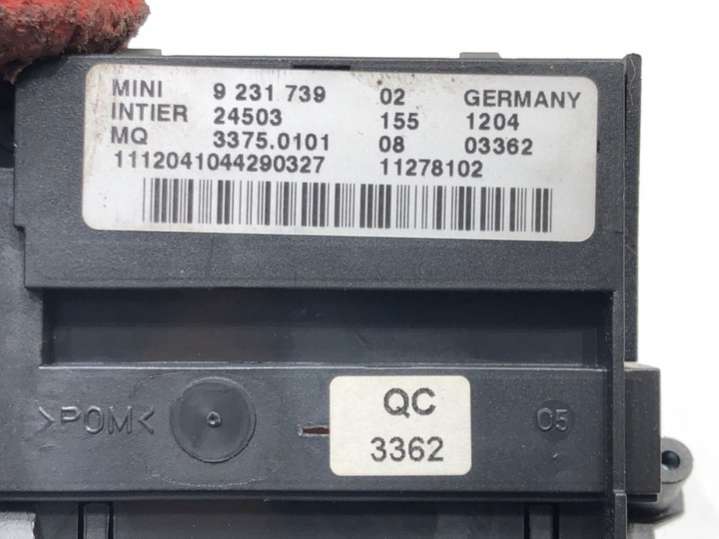 MINI 9 231 739 02 GERMANY
INTIER 24503 155 1204
MQ 3375.0101 08 03362
1112041044290327 11278102
>POM<
QC
3362
05